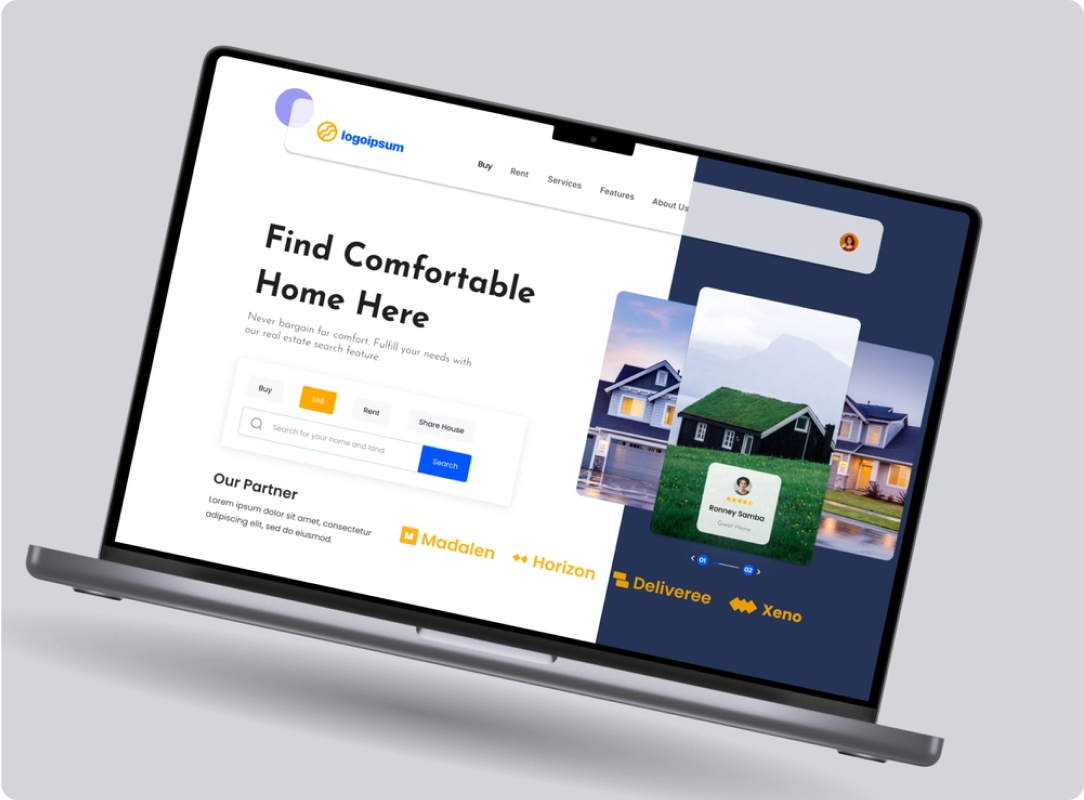 logoipsum
Buy
Rent
Services
Features
About Us
Find Comfortable
Home Here
Never bargain for comfort. Fulfill your needs with
our real estate search feature.
Buy
Sell
Rent
Share House
Search for your home and land
Search
Our Partner
Lorem ipsum dolor sit amet, consectetur
adipiscing elit, sed do eiusmod.
M Madalen
Horizon
Deliveree
Xeno
Ronney Samba
Great Home
01
02